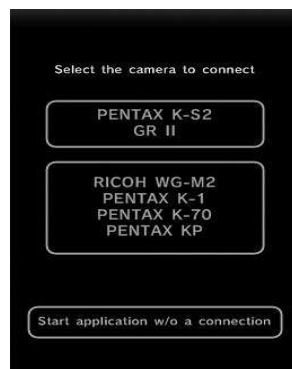 Select the camera to connect
PENTAX K-S2
GR II
RICOH WG-M2
PENTAX K-1
PENTAX K-70
PENTAX KP
Start application w/o a connection